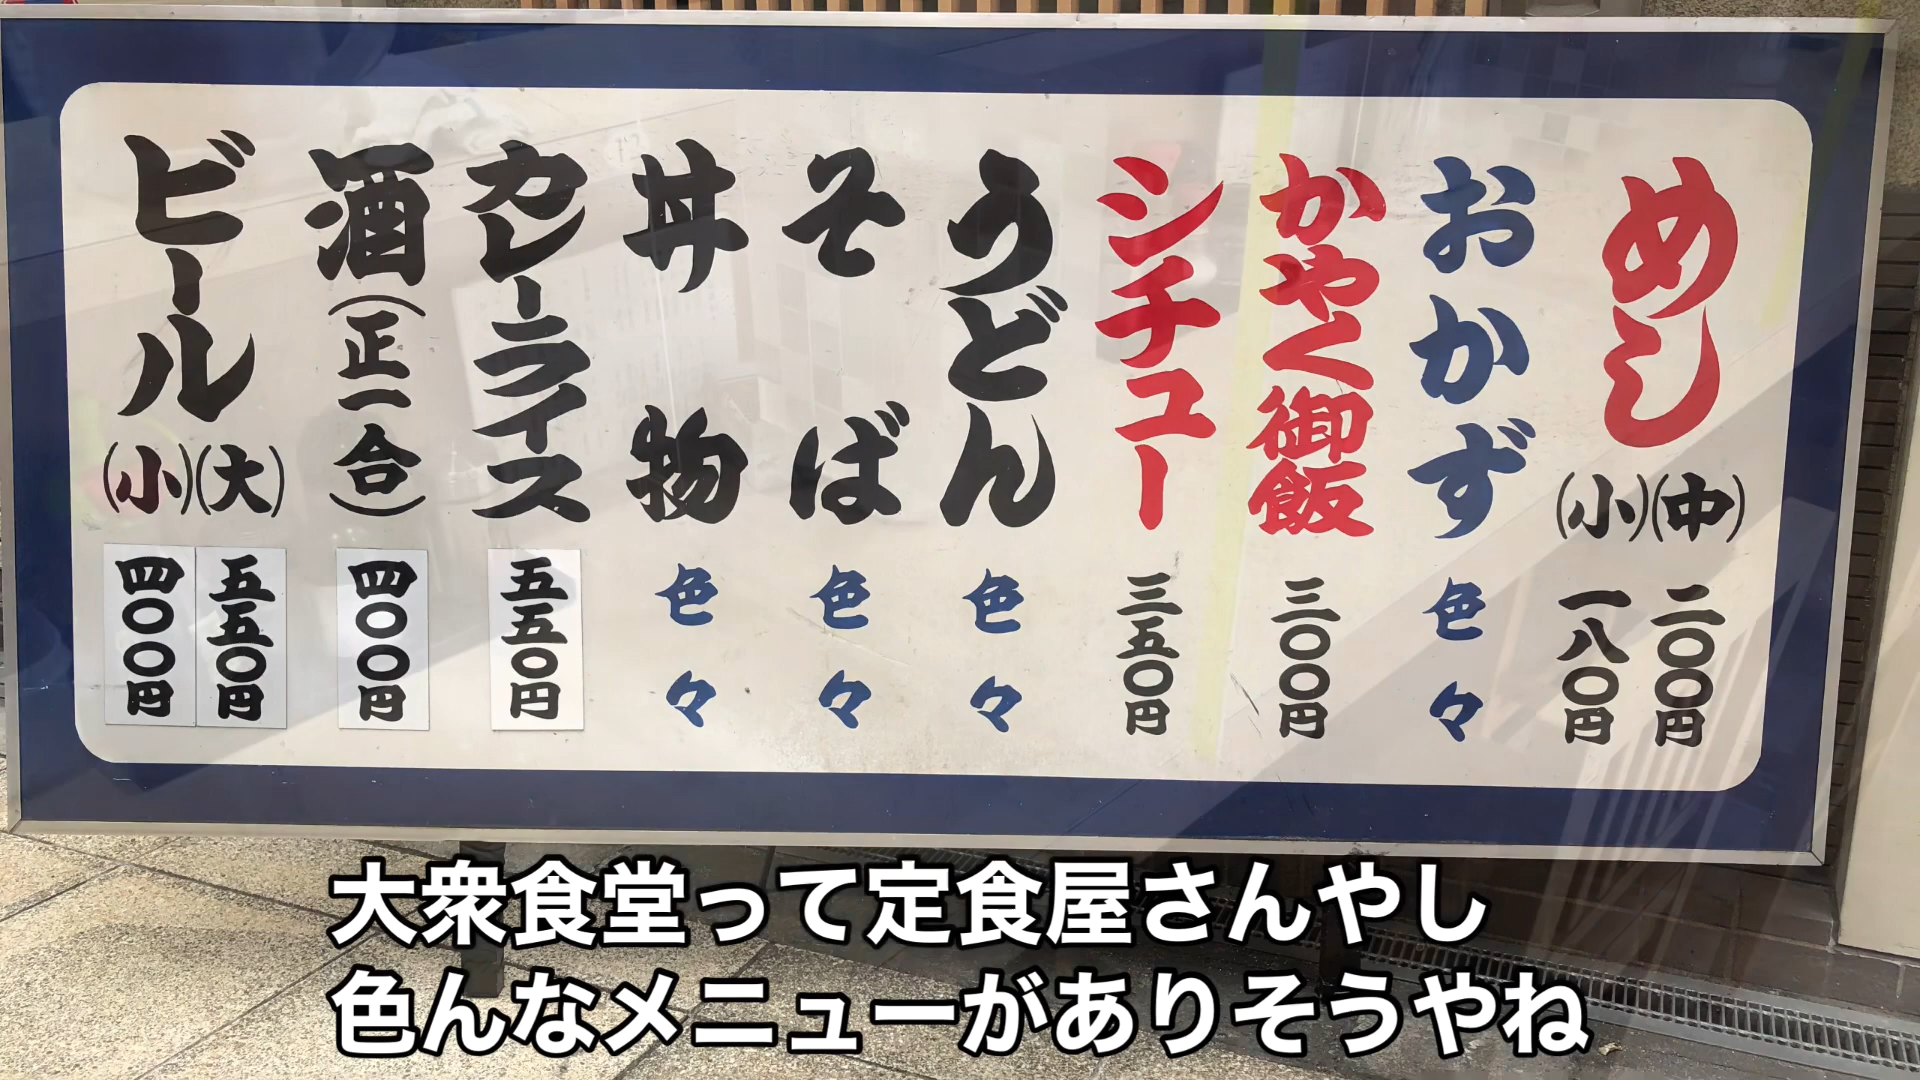 めし
(中) 二〇〇円
(小) 一八〇円
おかず 色々
かやく御飯 三〇〇円
シチュー 三五〇円
うどん 色々
そば 色々
丼物 色々
カレーライス 五五〇円
酒(正一合) 四〇〇円
ビール
(大) 五五〇円
(小) 四〇〇円
大衆食堂って定食屋さんやし
色んなメニューがありそうやね